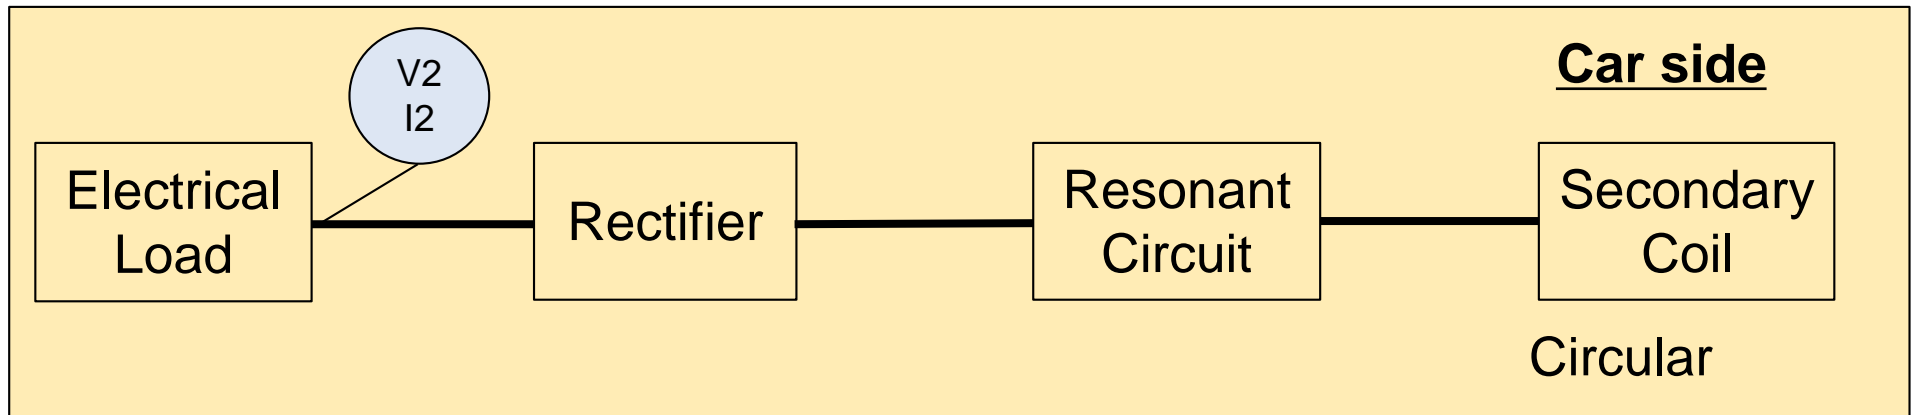 Car side
V2
I2
Electrical
Load
Rectifier
Resonant
Circuit
Secondary
Coil
Circular